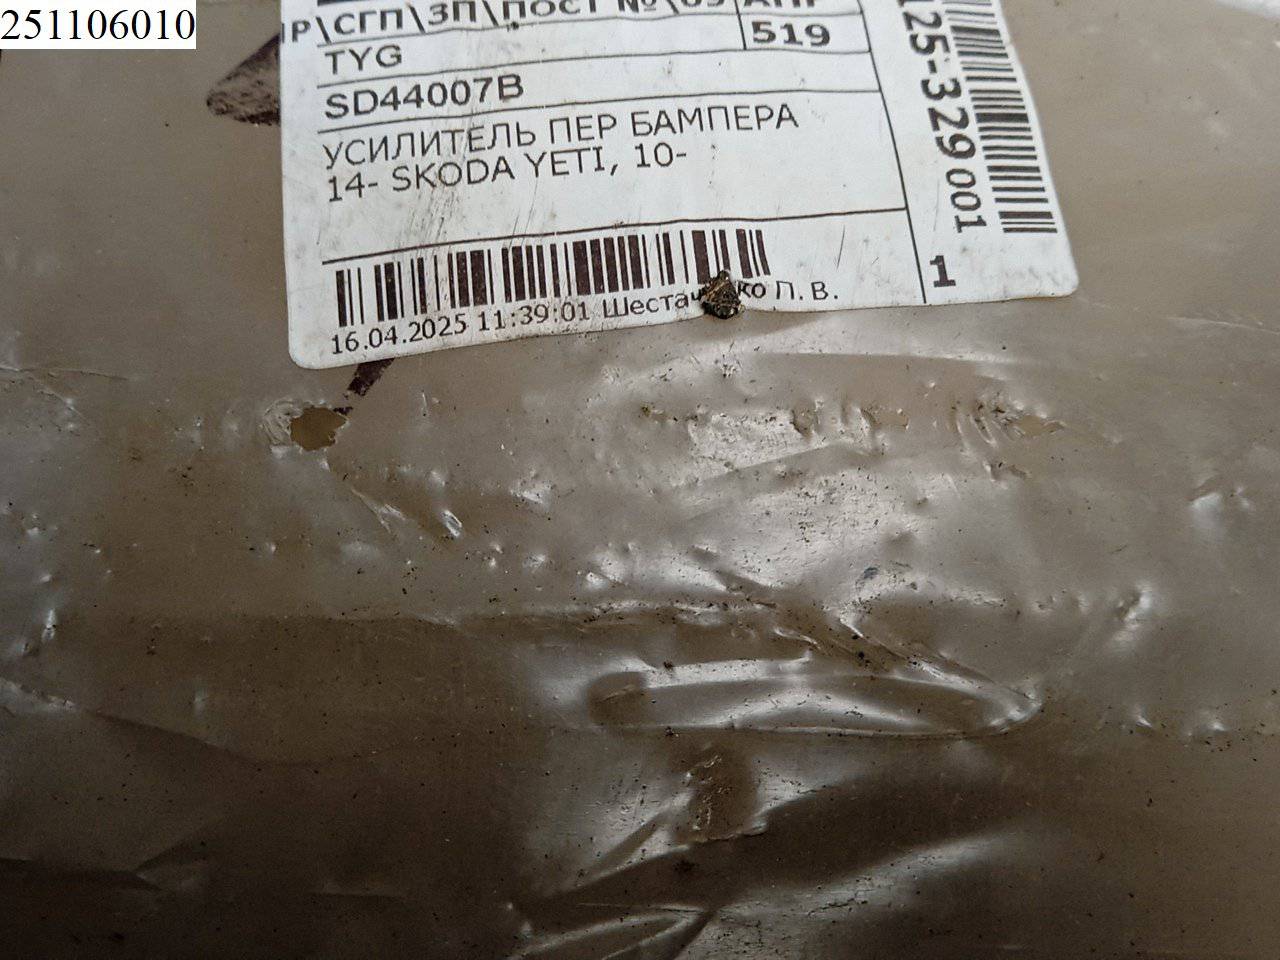 251106010
\СГП\ЗП\ПОСТ №
519
TYG
SD44007B
УСИЛИТЕЛЬ ПЕР БАМПЕРА
14- SKODA YETI, 10-
16.04.2025 11:39:01 П. В.
125-329 001
1